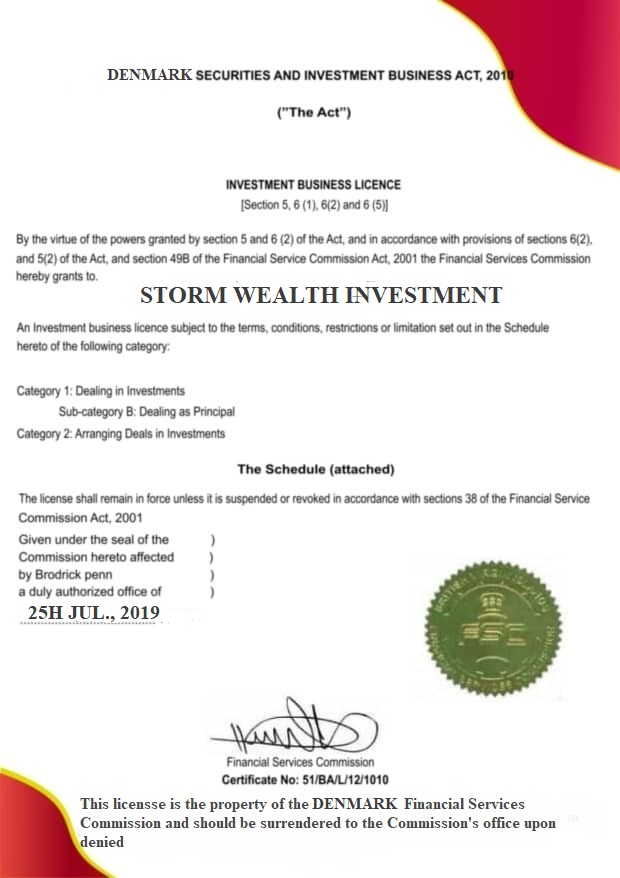 DENMARK SECURITIES AND INVESTMENT BUSINESS ACT, 2010
("The Act")
INVESTMENT BUSINESS LICENCE
[Section 5, 6 (1), 6(2) and 6 (5)]
By the virtue of the powers granted by section 5 and 6 (2) of the Act, and in accordance with provisions of sections 6(2),
and 5(2) of the Act, and section 49B of the Financial Service Commission Act, 2001 the Financial Services Commission
hereby grants to.
STORM WEALTH INVESTMENT
An Investment business licence subject to the terms, conditions, restrictions or limitation set out in the Schedule
hereto of the following category:
Category 1: Dealing in Investments
Sub-category B: Dealing as Principal
Category 2: Arranging Deals in Investments
The Schedule (attached)
The license shall remain in force unless it is suspended or revoked in accordance with sections 38 of the Financial Service
Commission Act, 2001
Given under the seal of the )
Commission hereto affected )
by Brodrick penn )
a duly authorized office of )
25H JUL., 2019
FSC
Financial Services Commission
Certificate No: 51/BA/L/12/1010
This licensse is the property of the DENMARK Financial Services
Commission and should be surrendered to the Commission's office upon
denied